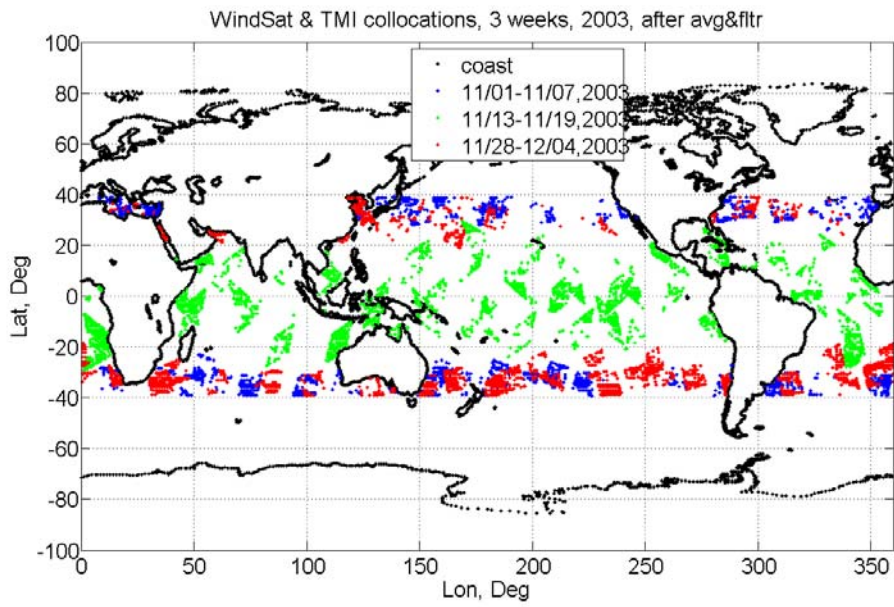 WindSat & TMI collocations, 3 weeks, 2003, after avg&fltr
100
80
60
40
20
0
-20
-40
-60
-80
-100
Lat, Deg
coast
11/01-11/07,2003
11/13-11/19,2003
11/28-12/04,2003
0 50 100 150 200 250 300 350
Lon, Deg